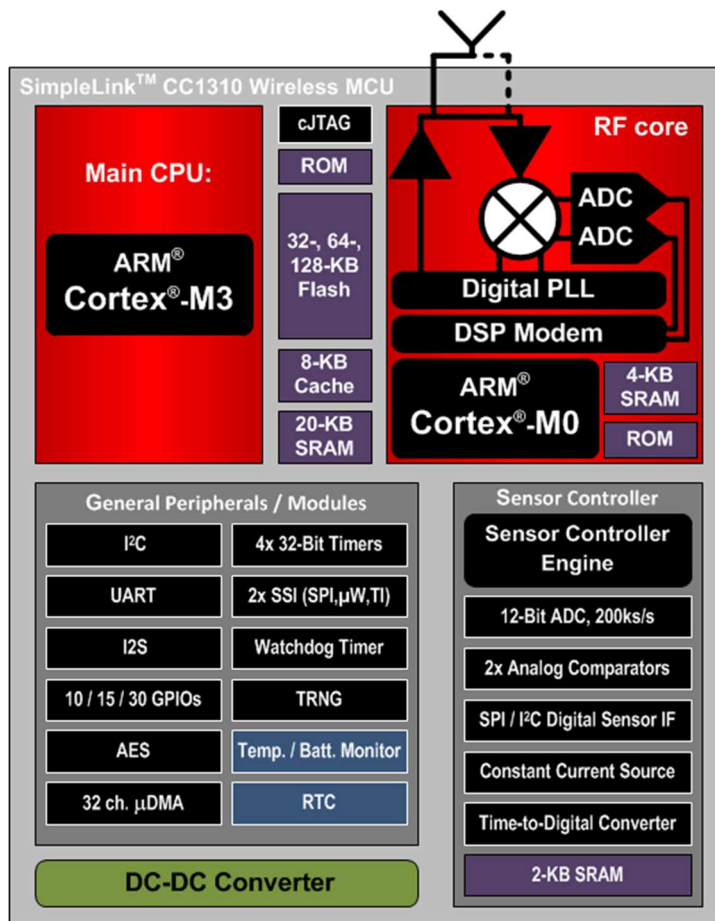 SimpleLink™ CC1310 Wireless MCU
Main CPU:
ARM®
Cortex®-M3
cJTAG
ROM
32-, 64-,
128-KB
Flash
8-KB
Cache
20-KB
SRAM
RF core
ADC
ADC
Digital PLL
DSP Modem
ARM®
Cortex®-M0
4-KB
SRAM
ROM
General Peripherals / Modules
I²C
4x 32-Bit Timers
UART
2x SSI (SPI,µW,TI)
I2S
Watchdog Timer
10 / 15 / 30 GPIOs
TRNG
AES
Temp. / Batt. Monitor
32 ch. µDMA
RTC
Sensor Controller
Sensor Controller
Engine
12-Bit ADC, 200ks/s
2x Analog Comparators
SPI / I²C Digital Sensor IF
Constant Current Source
Time-to-Digital Converter
2-KB SRAM
DC-DC Converter